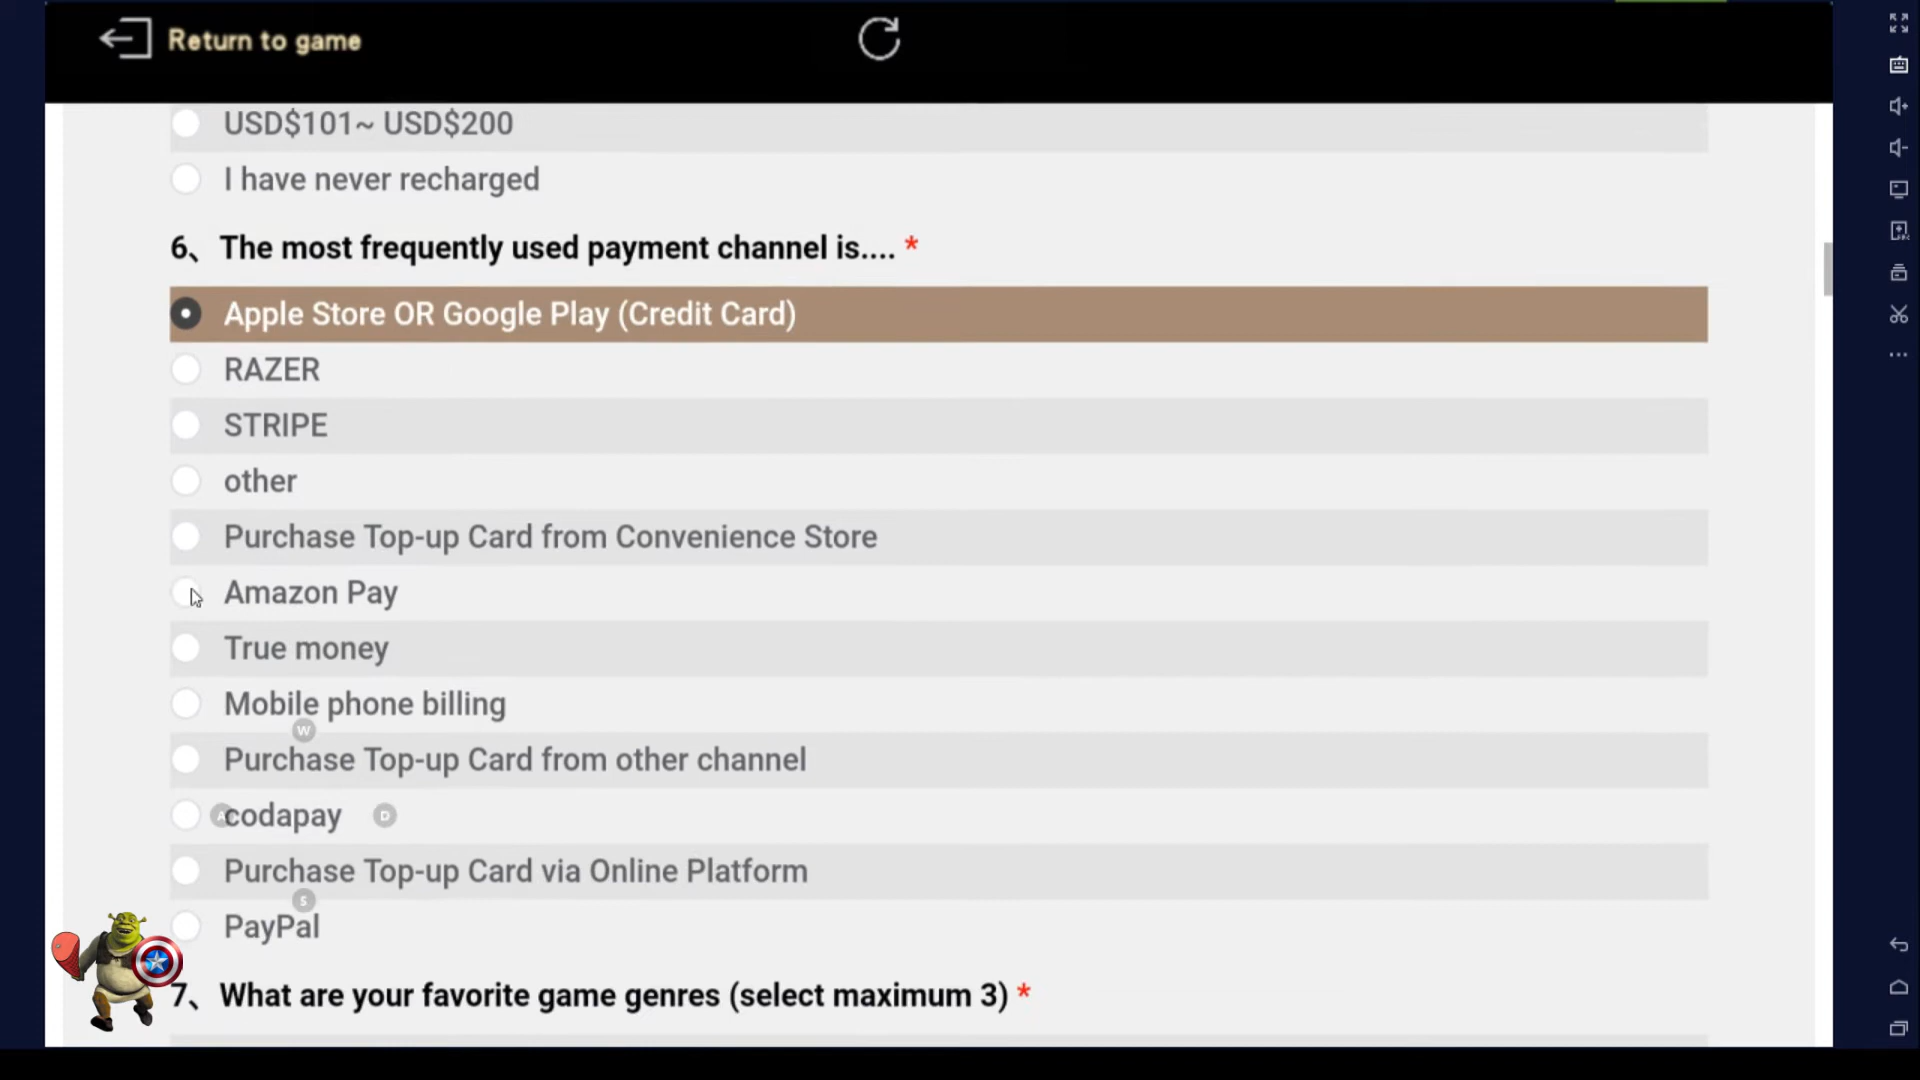 Return to game
USD$101~ USD$200
I have never recharged
6、 The most frequently used payment channel is.... *
Apple Store OR Google Play (Credit Card)
RAZER
STRIPE
other
Purchase Top-up Card from Convenience Store
Amazon Pay
True money
Mobile phone billing
W
Purchase Top-up Card from other channel
A codapay D
Purchase Top-up Card via Online Platform
S
PayPal
7、 What are your favorite game genres (select maximum 3) *